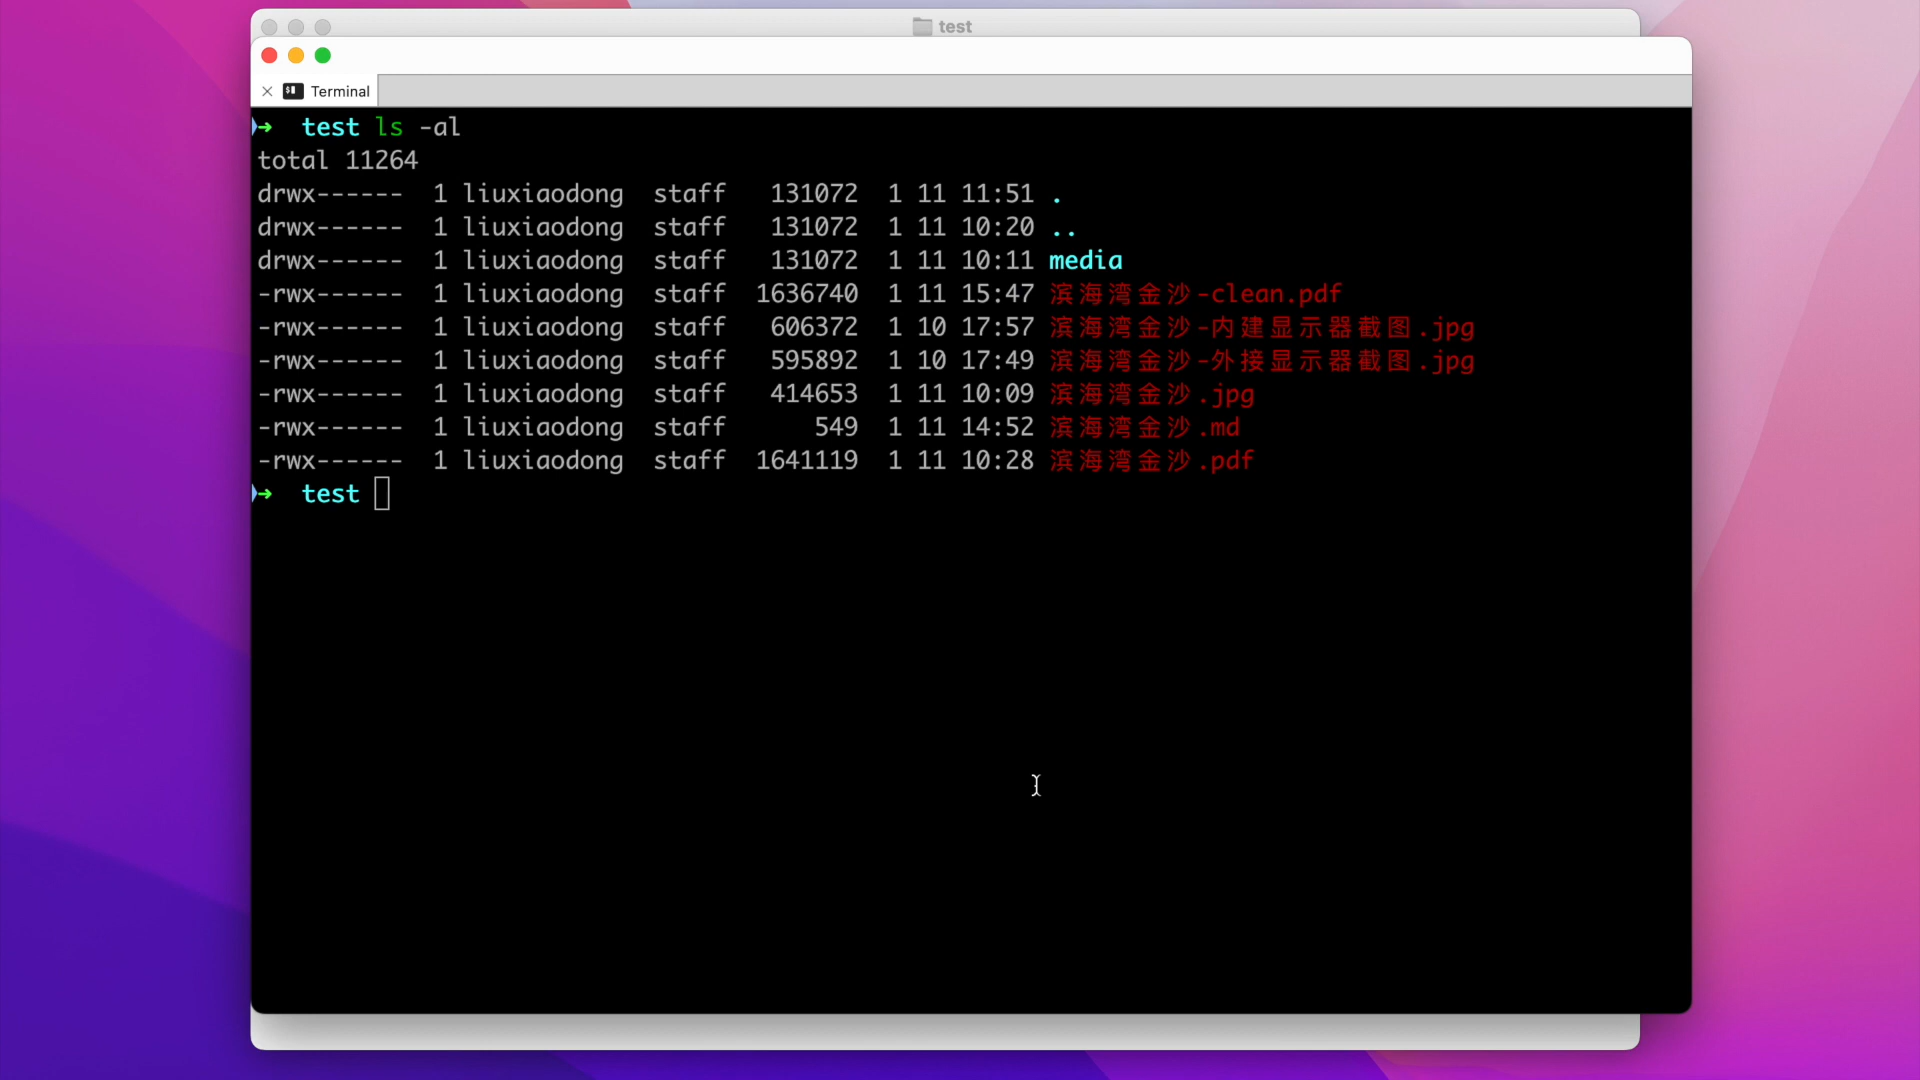 test
Terminal
➜  test ls -al
total 11264
drwx------  1 liuxiaodong  staff   131072  1 11 11:51 .
drwx------  1 liuxiaodong  staff   131072  1 11 10:20 ..
drwx------  1 liuxiaodong  staff   131072  1 11 10:11 media
-rwx------  1 liuxiaodong  staff  1636740  1 11 15:47 滨海湾金沙-clean.pdf
-rwx------  1 liuxiaodong  staff   606372  1 10 17:57 滨海湾金沙-内建显示器截图.jpg
-rwx------  1 liuxiaodong  staff   595892  1 10 17:49 滨海湾金沙-外接显示器截图.jpg
-rwx------  1 liuxiaodong  staff   414653  1 11 10:09 滨海湾金沙.jpg
-rwx------  1 liuxiaodong  staff      549  1 11 14:52 滨海湾金沙.md
-rwx------  1 liuxiaodong  staff  1641119  1 11 10:28 滨海湾金沙.pdf
➜  test